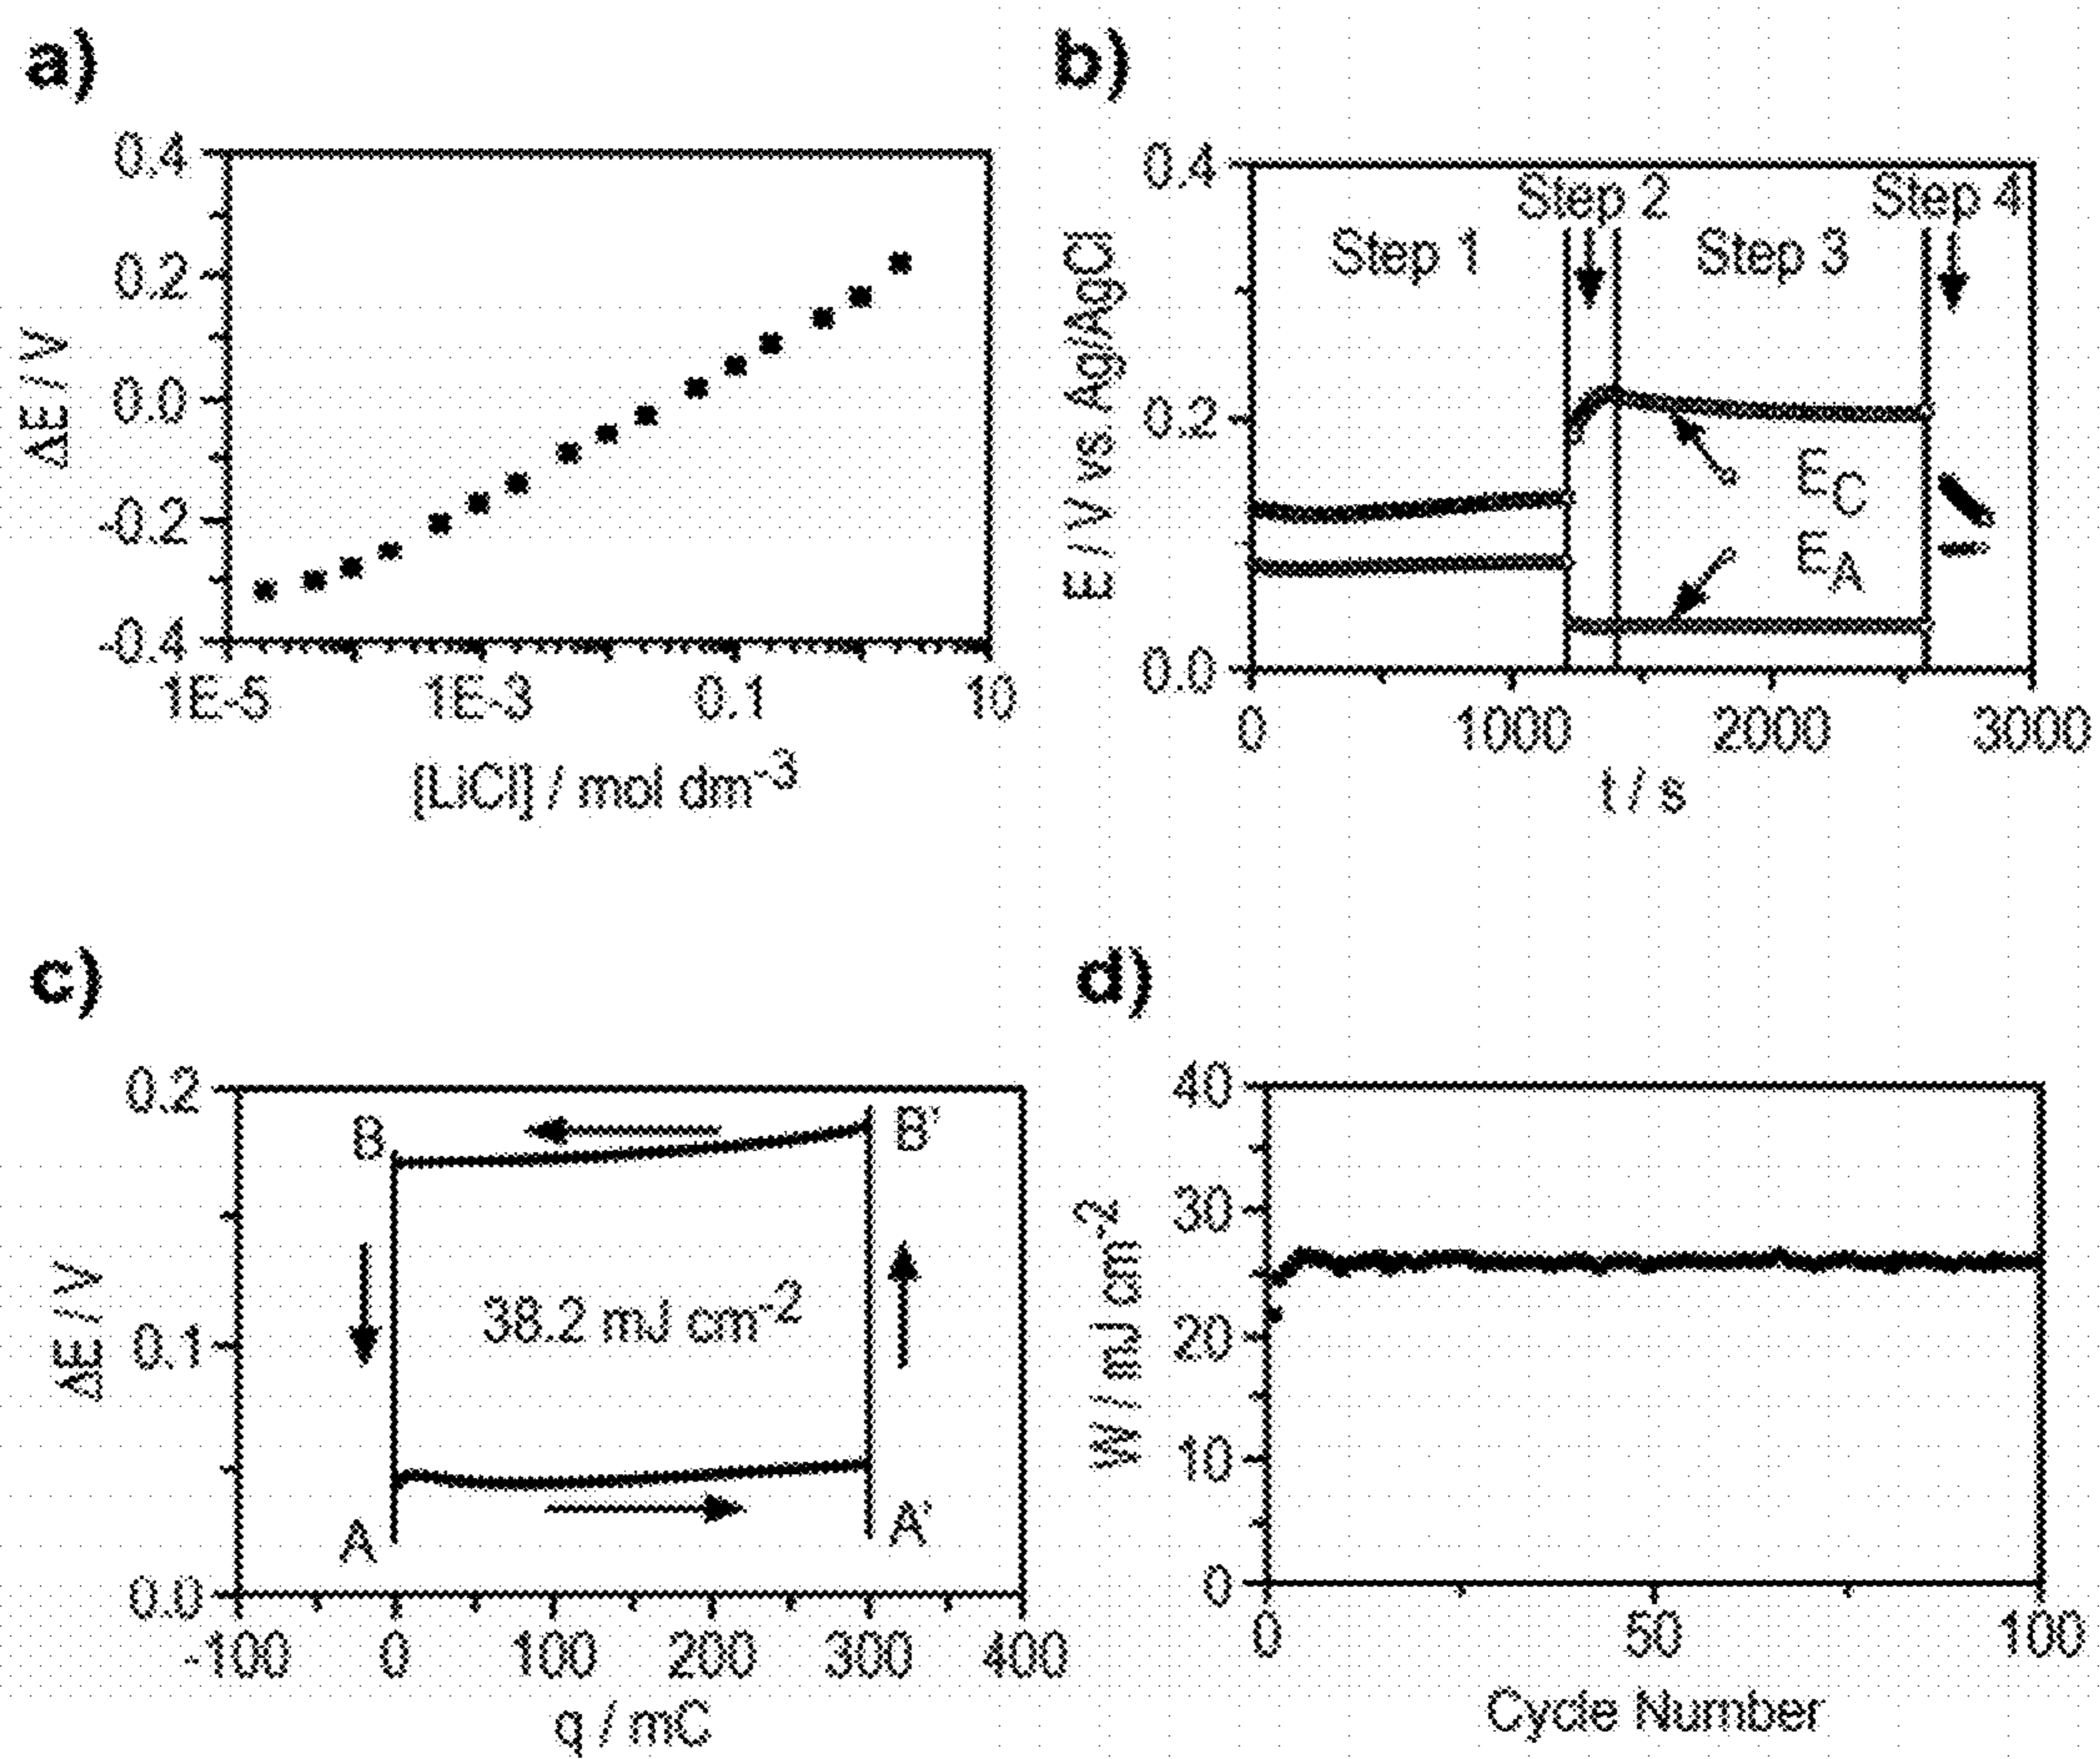 a)
0.4
0.2
0.0
-0.2
-0.4
ΔE / V
1E-5 1E-3 0.1 10
[LiCl] / mol dm-3
b)
0.4
0.2
0.0
E / V vs Ag/AgCl
Step 1
Step 2
Step 3
Step 4
EC
EA
0 1000 2000 3000
t / s
c)
0.2
0.1
0.0
ΔE / V
B B'
38.2 mJ cm-2
A A'
-100 0 100 200 300 400
q / mC
d)
40
30
20
10
0
W / mJ cm-2
0 50 100
Cycle Number